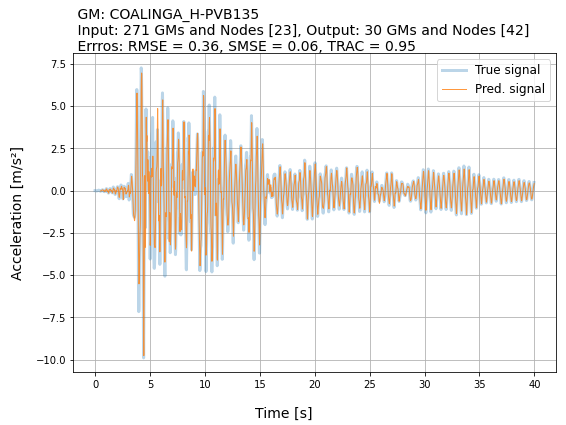 GM: COALINGA_H-PVB135
Input: 271 GMs and Nodes [23], Output: 30 GMs and Nodes [42]
Erros: RMSE = 0.36, SMSE = 0.06, TRAC = 0.95
True signal
Pred. signal
Acceleration [m/s²]
7.5
5.0
2.5
0.0
−2.5
−5.0
−7.5
−10.0
0 5 10 15 20 25 30 35 40
Time [s]